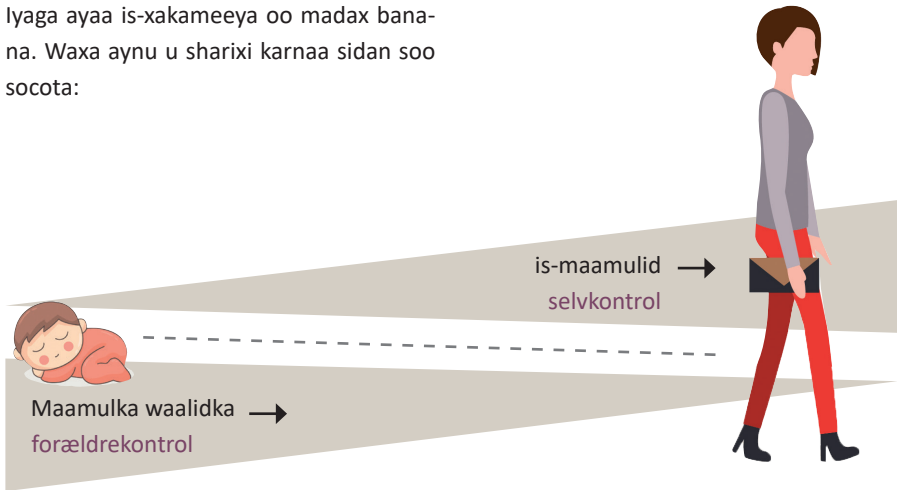 Iyaga ayaa is-xakameeya oo madax bana-
na. Waxa aynu u sharixi karnaa sidan soo
socota:
is-maamulid
selvkontrol
Maamulka waalidka
forældrekontrol